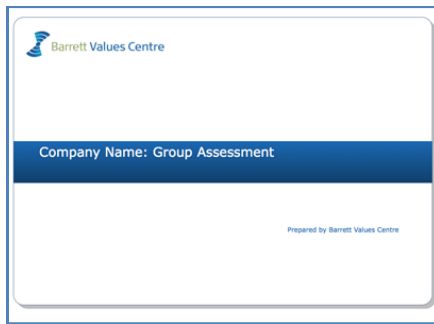 Barrett Values Centre
Company Name: Group Assessment
Prepared by Barrett Values Centre